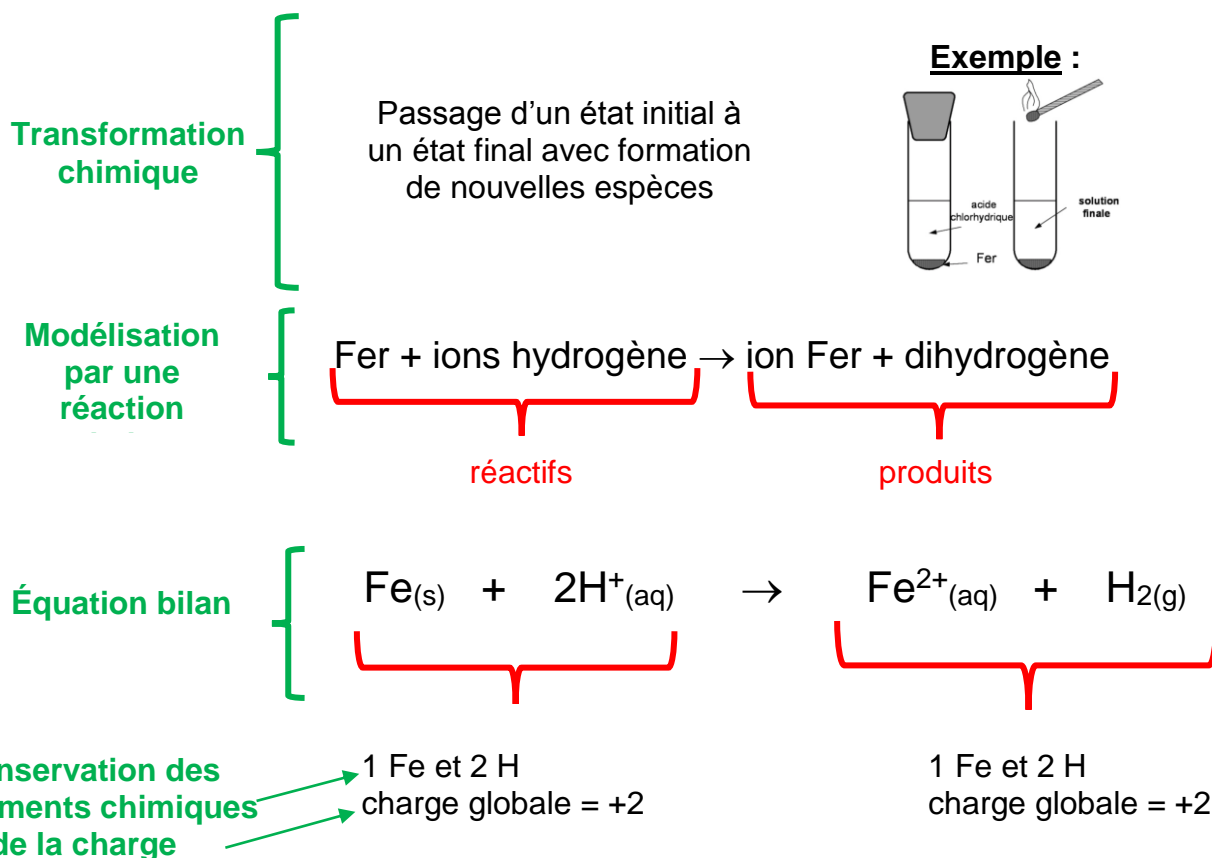 Exemple :
Transformation
chimique
Passage d'un état initial à
un état final avec formation
de nouvelles espèces
acide
chlorhydrique
Fer
solution
finale
Modélisation
par une
réaction
Fer + ions hydrogène → ion Fer + dihydrogène
réactifs produits
Équation bilan
Fe(s) + 2H⁺(aq) → Fe²⁺(aq) + H₂(g)
nservation des
ments chimiques
de la charge
1 Fe et 2 H
charge globale = +2
1 Fe et 2 H
charge globale = +2